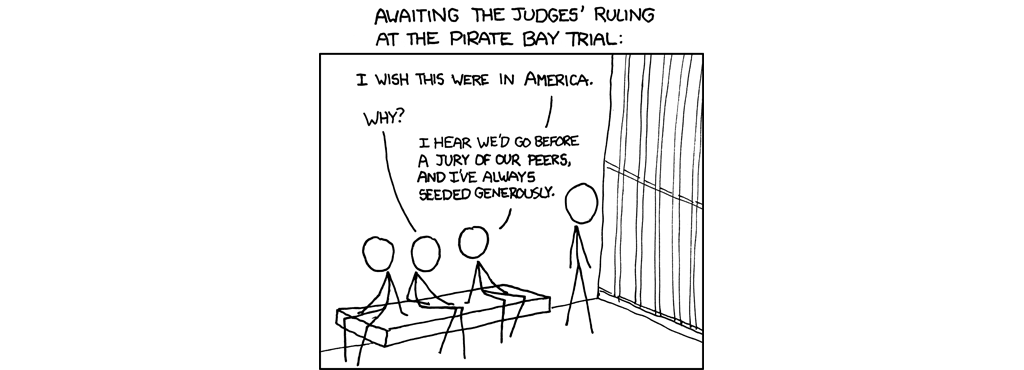 AWAITING THE JUDGES' RULING
AT THE PIRATE BAY TRIAL:
I WISH THIS WERE IN AMERICA.
WHY?
I HEAR WE'D GO BEFORE
A JURY OF OUR PEERS,
AND I'VE ALWAYS
SEEDED GENEROUSLY.